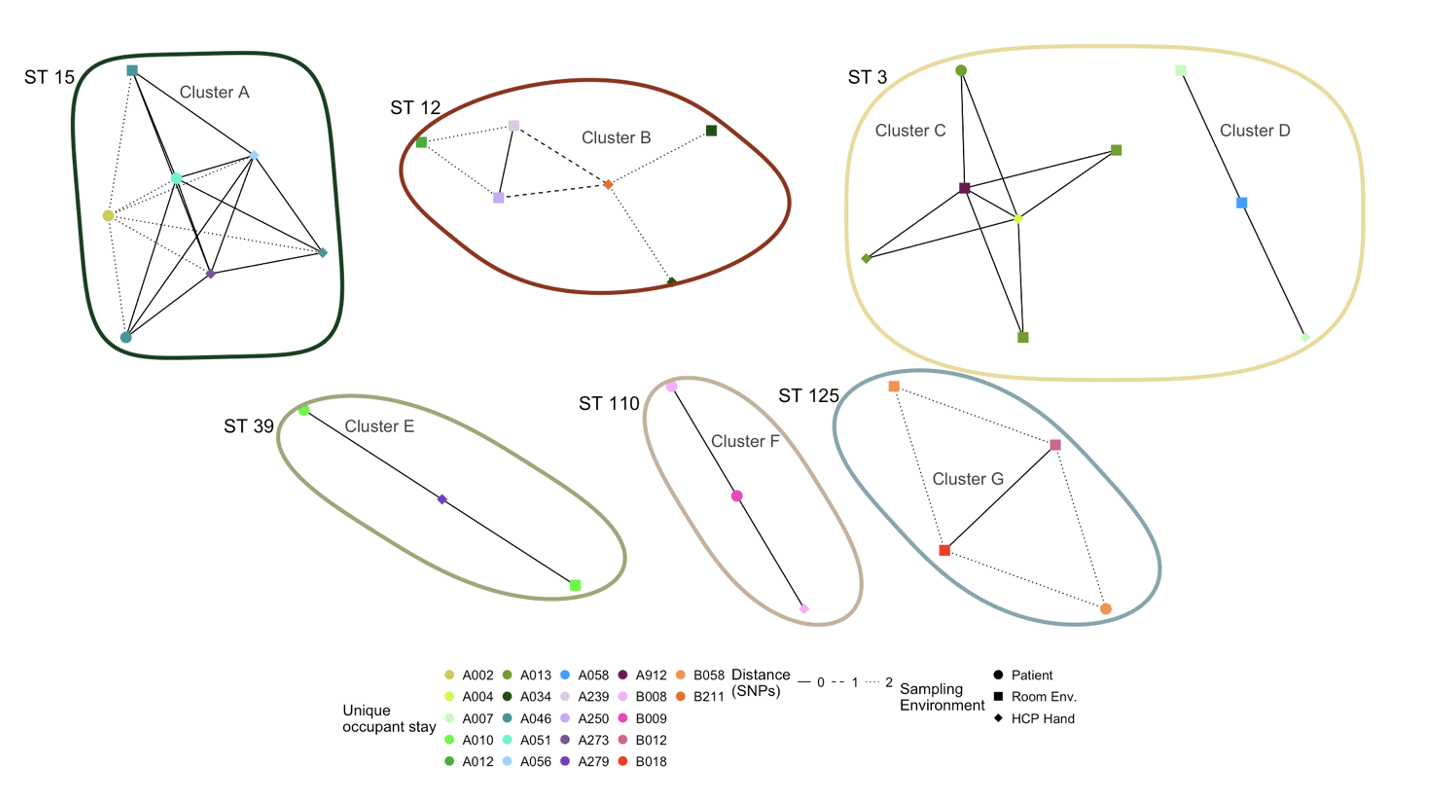 ST 15
Cluster A
ST 12
Cluster B
ST 3
Cluster C
Cluster D
ST 39
Cluster E
ST 110
Cluster F
ST 125
Cluster G
Unique
occupant stay
A002 A013 A058 A912 B058
A004 A034 A239 B008 B211
A007 A046 A250 B009
A010 A051 A273 B012
A012 A056 A279 B018
Distance
(SNPs)
0 1 2
Sampling
Environment
Patient
Room Env.
HCP Hand